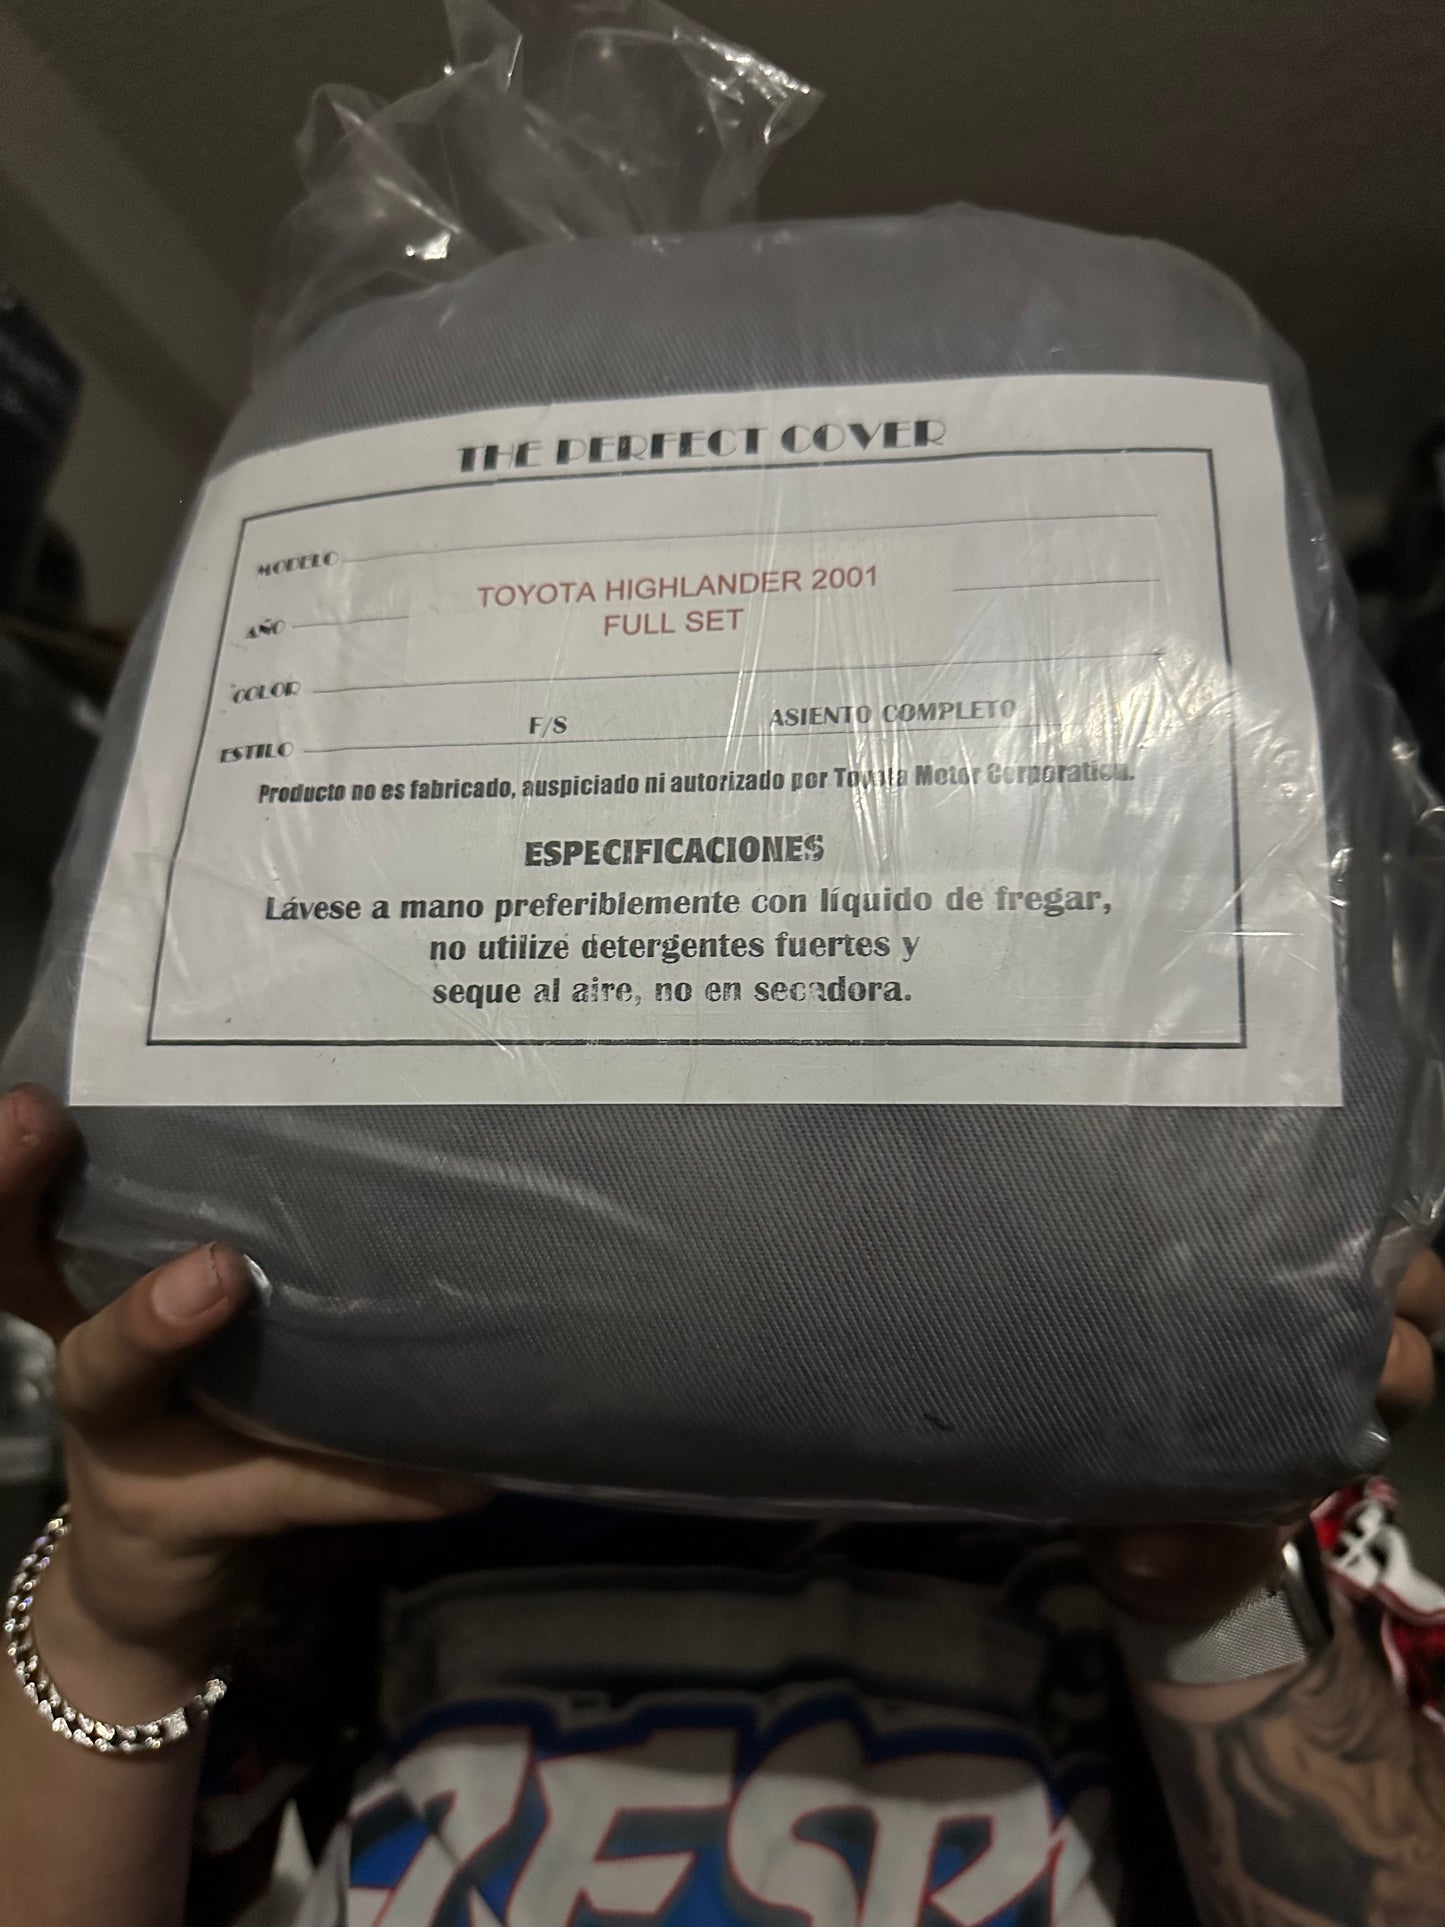 THE PERFECT COVER
MODELO
TOYOTA HIGHLANDER 2001
AÑO
FULL SET
COLOR
F/S ASIENTO COMPLETO
ESTILO
Producto no es fabricado, auspiciado ni autorizado por Toyota Motor Corporation.
ESPECIFICACIONES
Lávese a mano preferiblemente con líquido de fregar,
no utilize detergentes fuertes y
seque al aire, no en secadora.